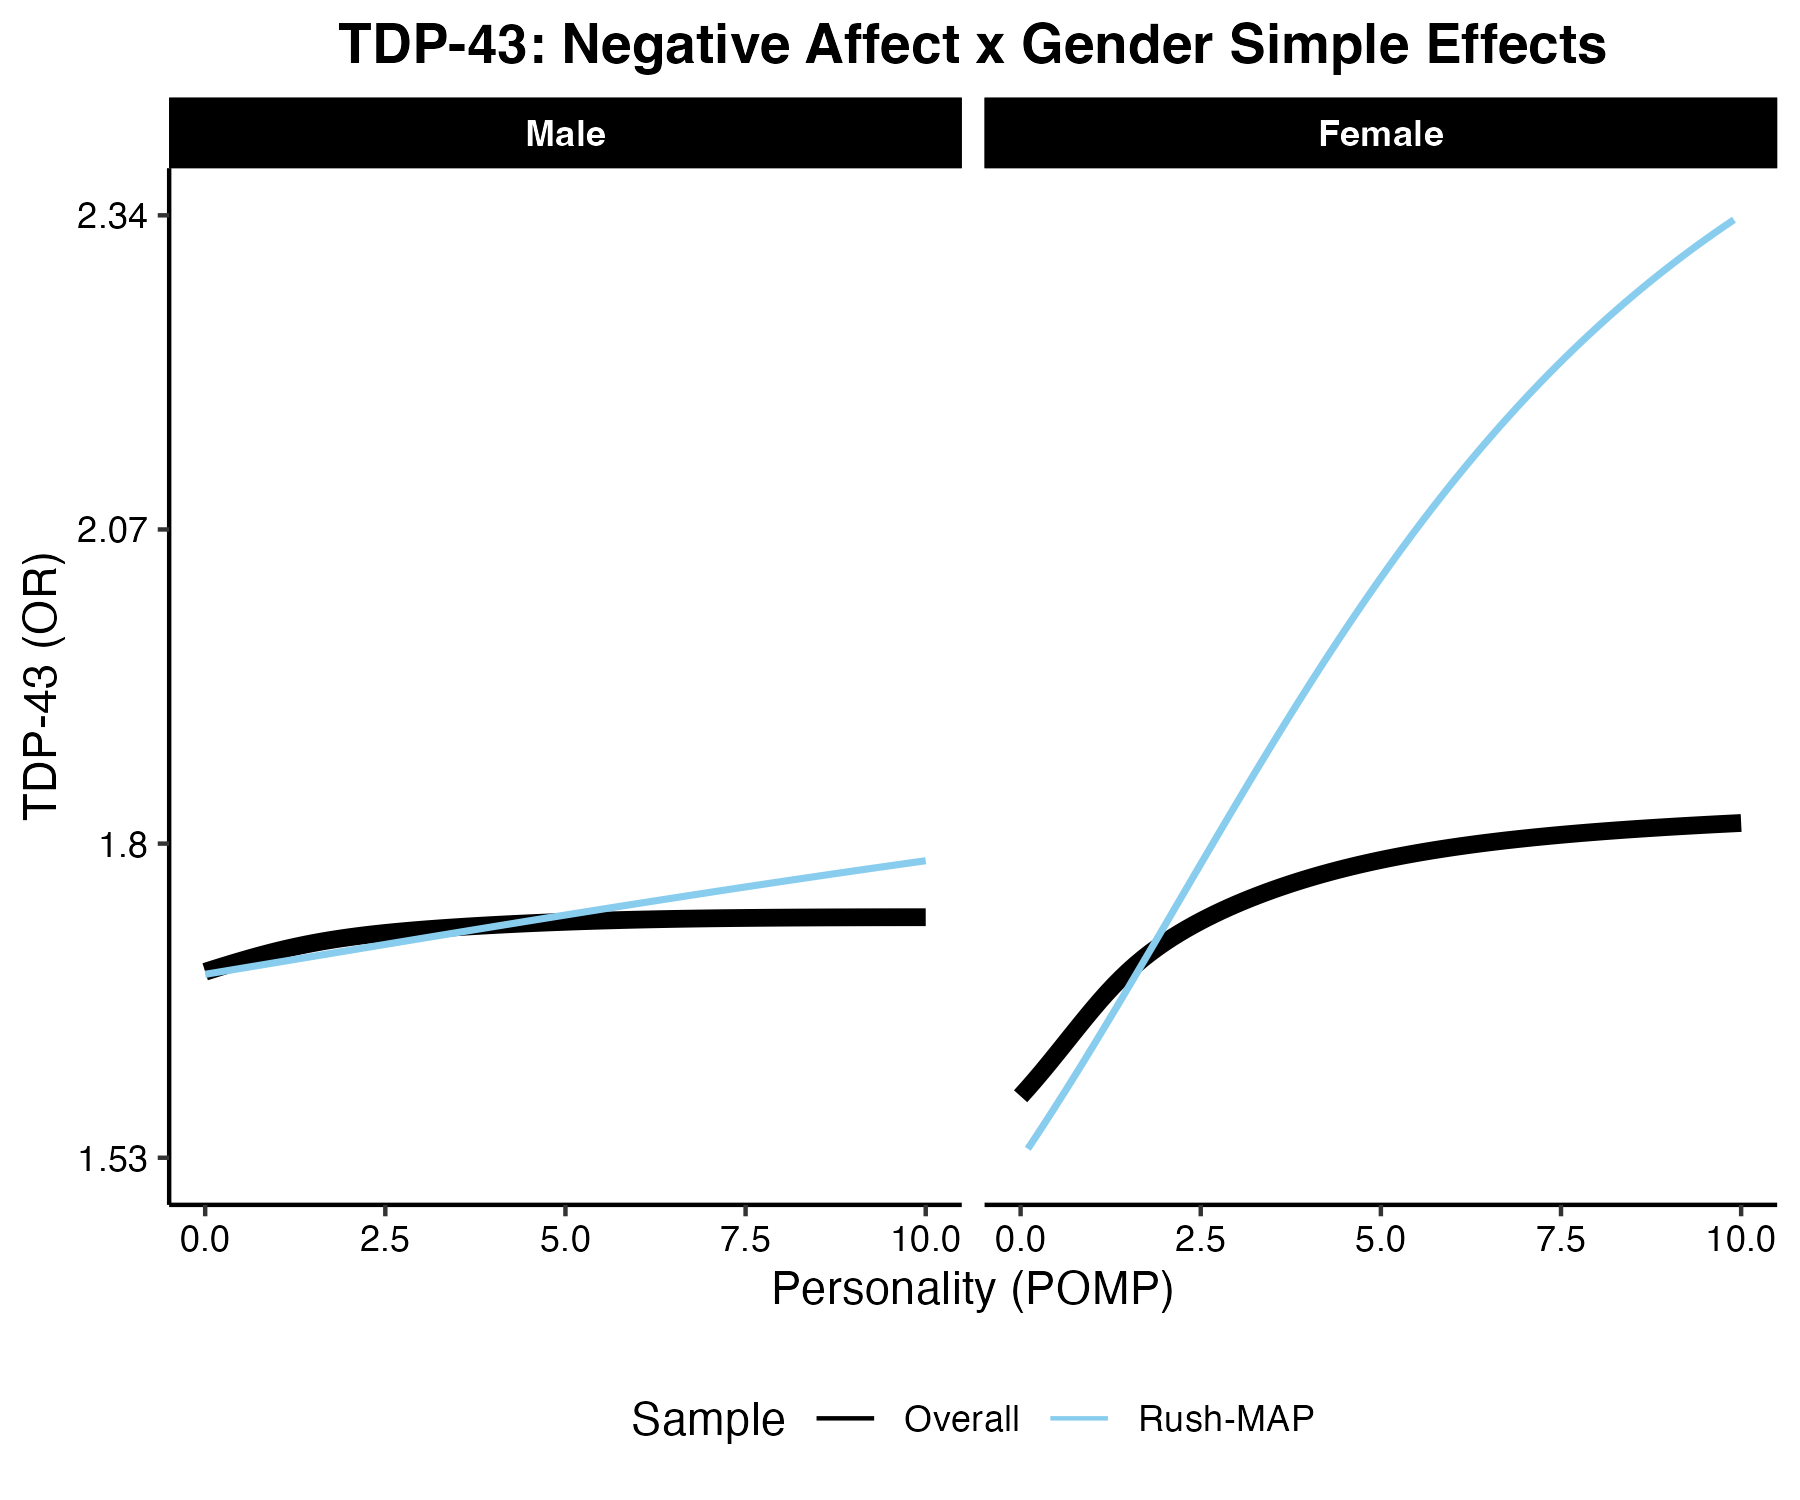 TDP-43: Negative Affect x Gender Simple Effects
Male
Female
2.34
2.07
1.8
1.53
TDP-43 (OR)
0.0 2.5 5.0 7.5 10.0
0.0 2.5 5.0 7.5 10.0
Personality (POMP)
Sample Overall Rush-MAP